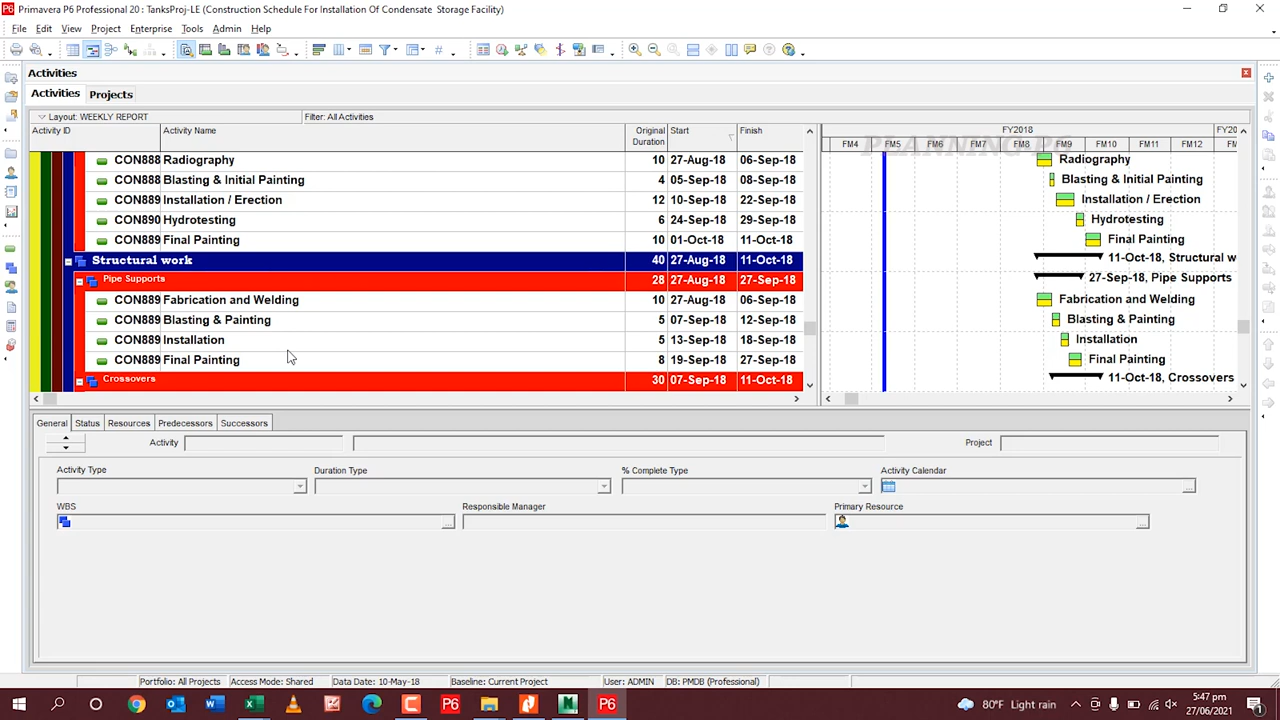 Primavera P6 Professional 20 : TanksProj-LE (Construction Schedule For Installation Of Condensate Storage Facility)
File Edit View Project Enterprise Tools Admin Help
Activities
Activities Projects
Layout: WEEKLY REPORT Filter: All Activities
Activity ID Activity Name Original Duration Start Finish
FY2018 FY20
FM4 FM5 FM6 FM7 FM8 FM9 FM10 FM11 FM12 FM
PLANNING P6
CON888 Radiography 10 27-Aug-18 06-Sep-18 Radiography
CON888 Blasting & Initial Painting 4 05-Sep-18 08-Sep-18 Blasting & Initial Painting
CON889 Installation / Erection 12 10-Sep-18 22-Sep-18 Installation / Erection
CON890 Hydrotesting 6 24-Sep-18 29-Sep-18 Hydrotesting
CON889 Final Painting 10 01-Oct-18 11-Oct-18 Final Painting
Structural work 40 27-Aug-18 11-Oct-18 11-Oct-18, Structural w
Pipe Supports 28 27-Aug-18 27-Sep-18 27-Sep-18, Pipe Supports
CON889 Fabrication and Welding 10 27-Aug-18 06-Sep-18 Fabrication and Welding
CON889 Blasting & Painting 5 07-Sep-18 12-Sep-18 Blasting & Painting
CON889 Installation 5 13-Sep-18 18-Sep-18 Installation
CON889 Final Painting 8 19-Sep-18 27-Sep-18 Final Painting
Crossovers 30 07-Sep-18 11-Oct-18 11-Oct-18, Crossovers
General Status Resources Predecessors Successors
Activity Project
Activity Type Duration Type % Complete Type Activity Calendar
WBS Responsible Manager Primary Resource
Portfolio: All Projects Access Mode: Shared Data Date: 10-May-18 Baseline: Current Project User: ADMIN DB: PMDB (Professional)
80°F Light rain
5:47 pm
27/06/2021